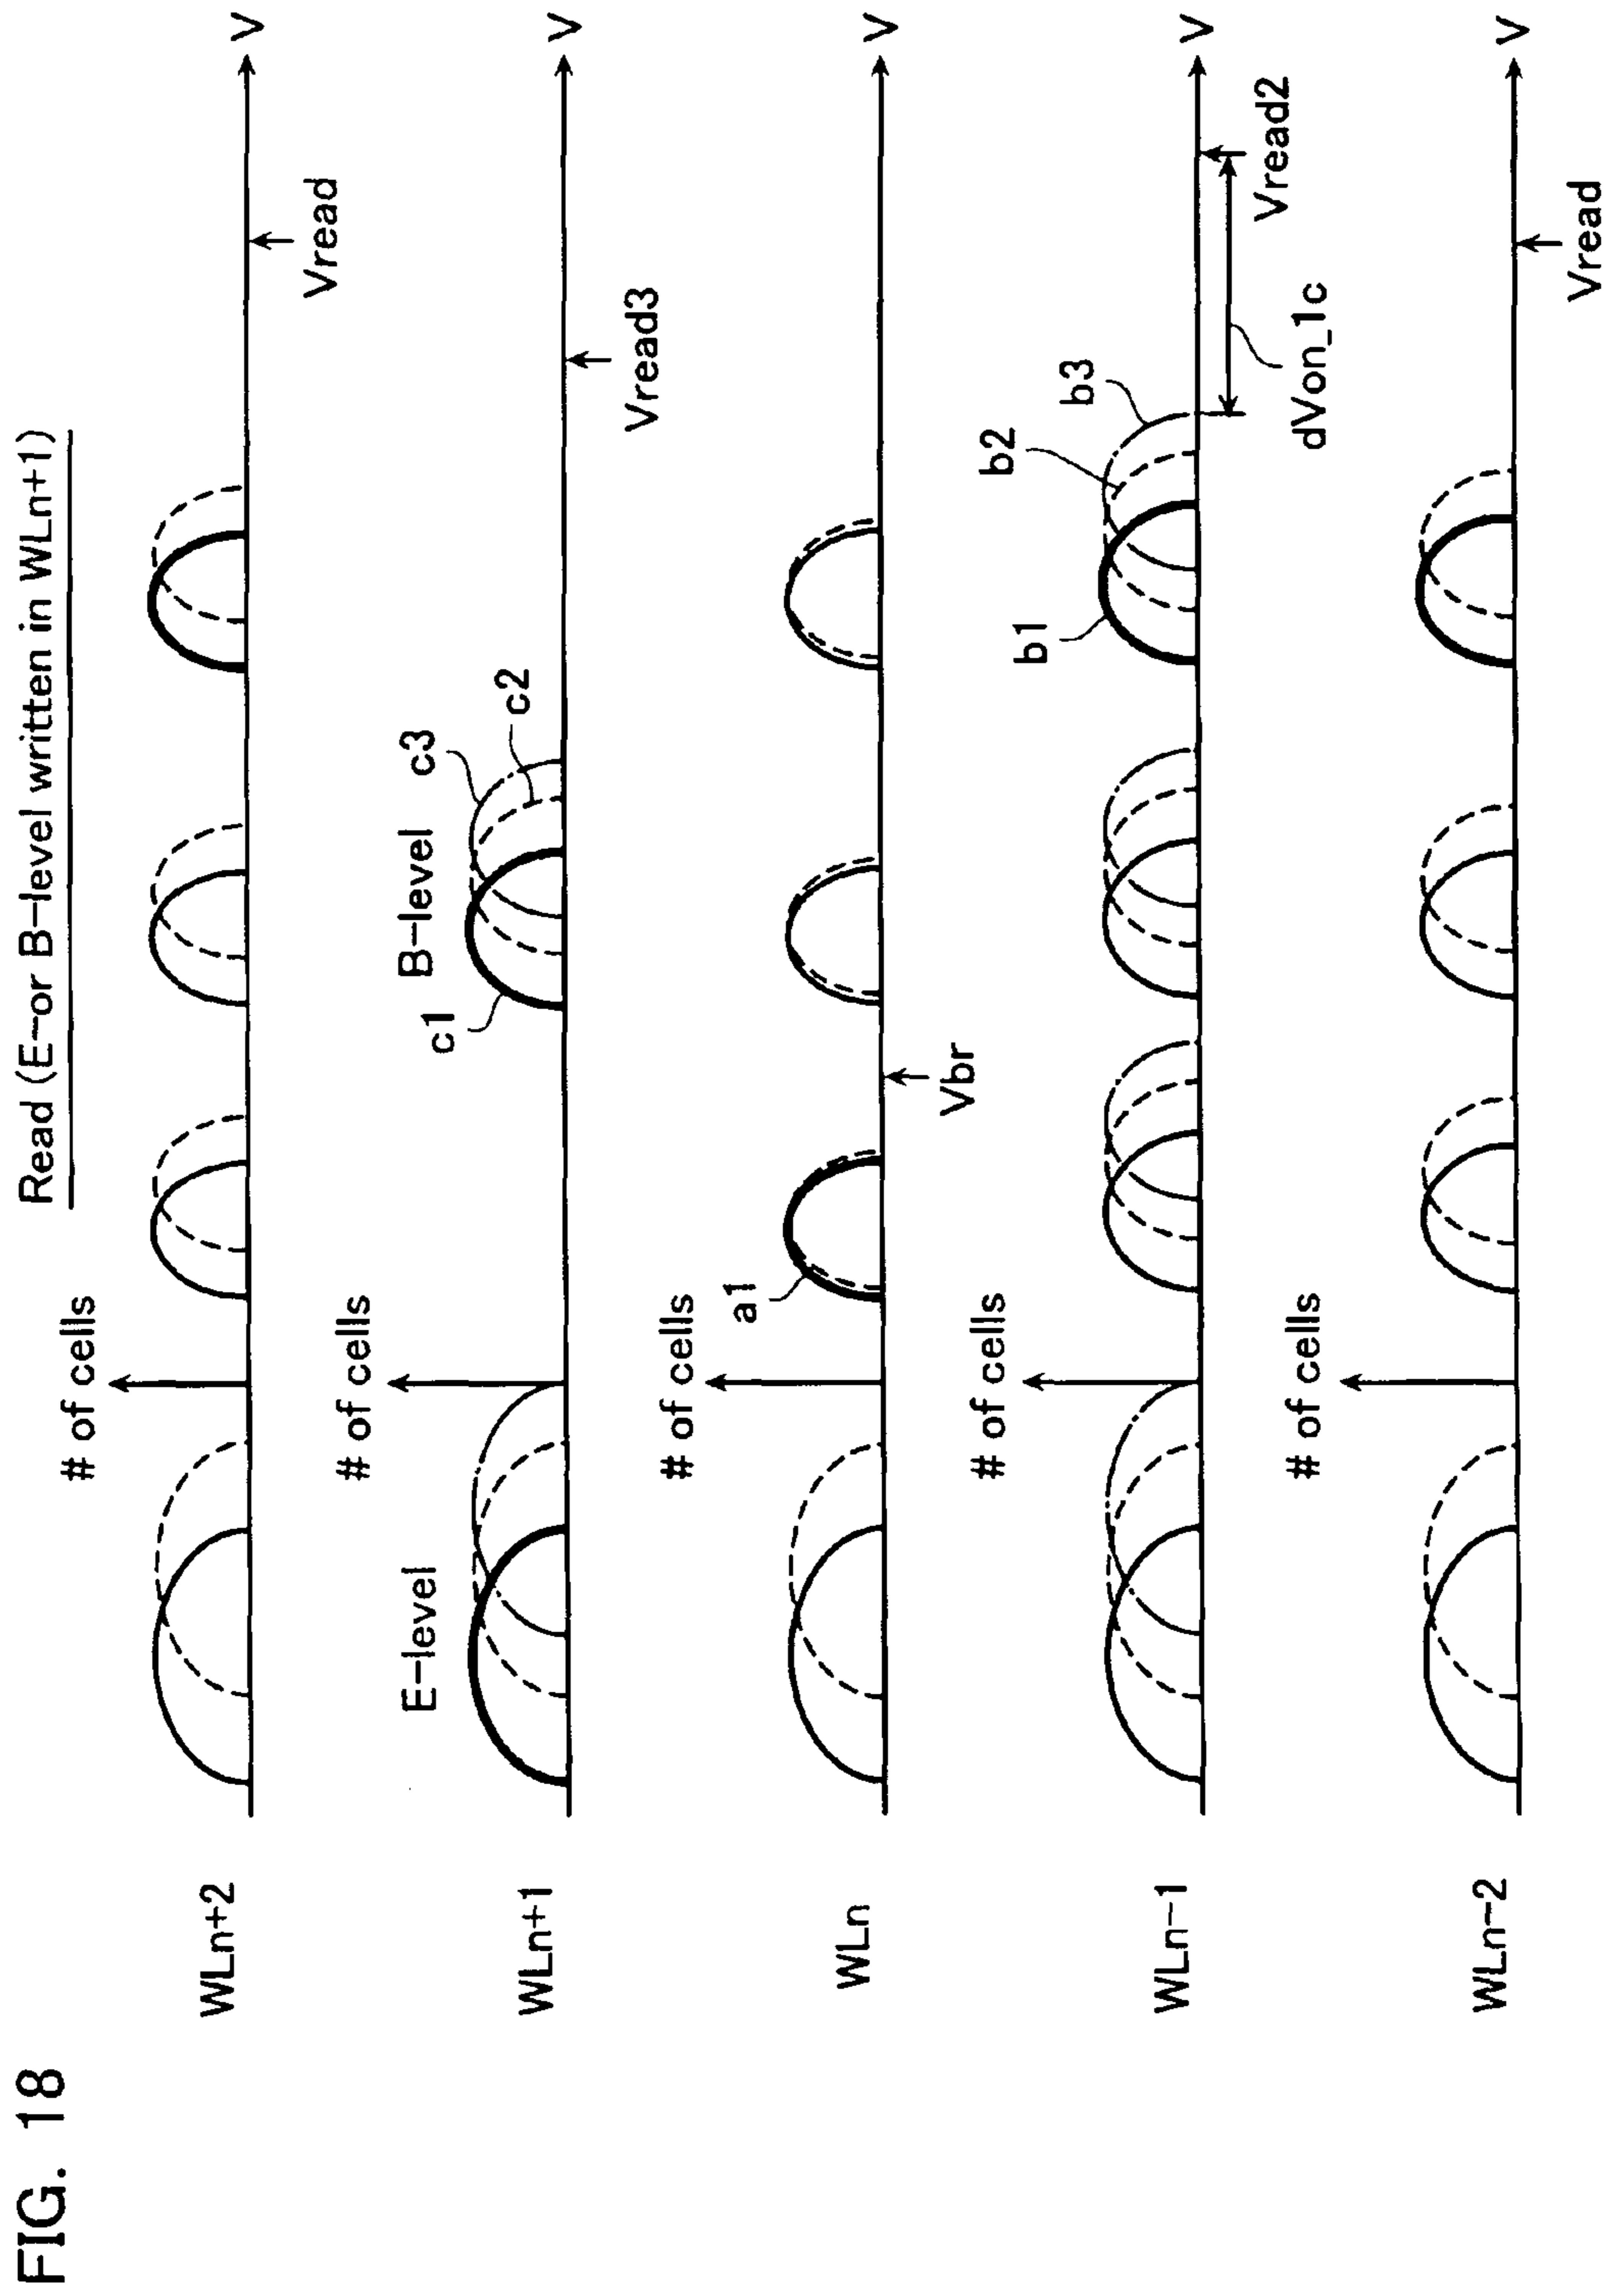 FIG. 18
Read (E-or B-level written in WLn+1)
WLn+2
# of cells
V
Vread
WLn+1
E-level
# of cells
c1
B-level
c3
c2
V
Vread3
WLn
# of cells
a1
Vbr
V
WLn-1
# of cells
b1
b2
b3
V
dVon_1c
Vread2
WLn-2
# of cells
V
Vread